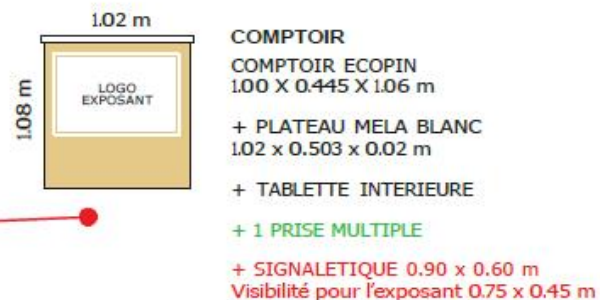 1.02 m
1.08 m
LOGO
EXPOSANT
COMPTOIR
COMPTOIR ECOPIN
1.00 X 0.445 X 1.06 m
+ PLATEAU MELA BLANC
1.02 x 0.503 x 0.02 m
+ TABLETTE INTERIEURE
+ 1 PRISE MULTIPLE
+ SIGNALETIQUE 0.90 x 0.60 m
Visibilité pour l'exposant 0.75 x 0.45 m